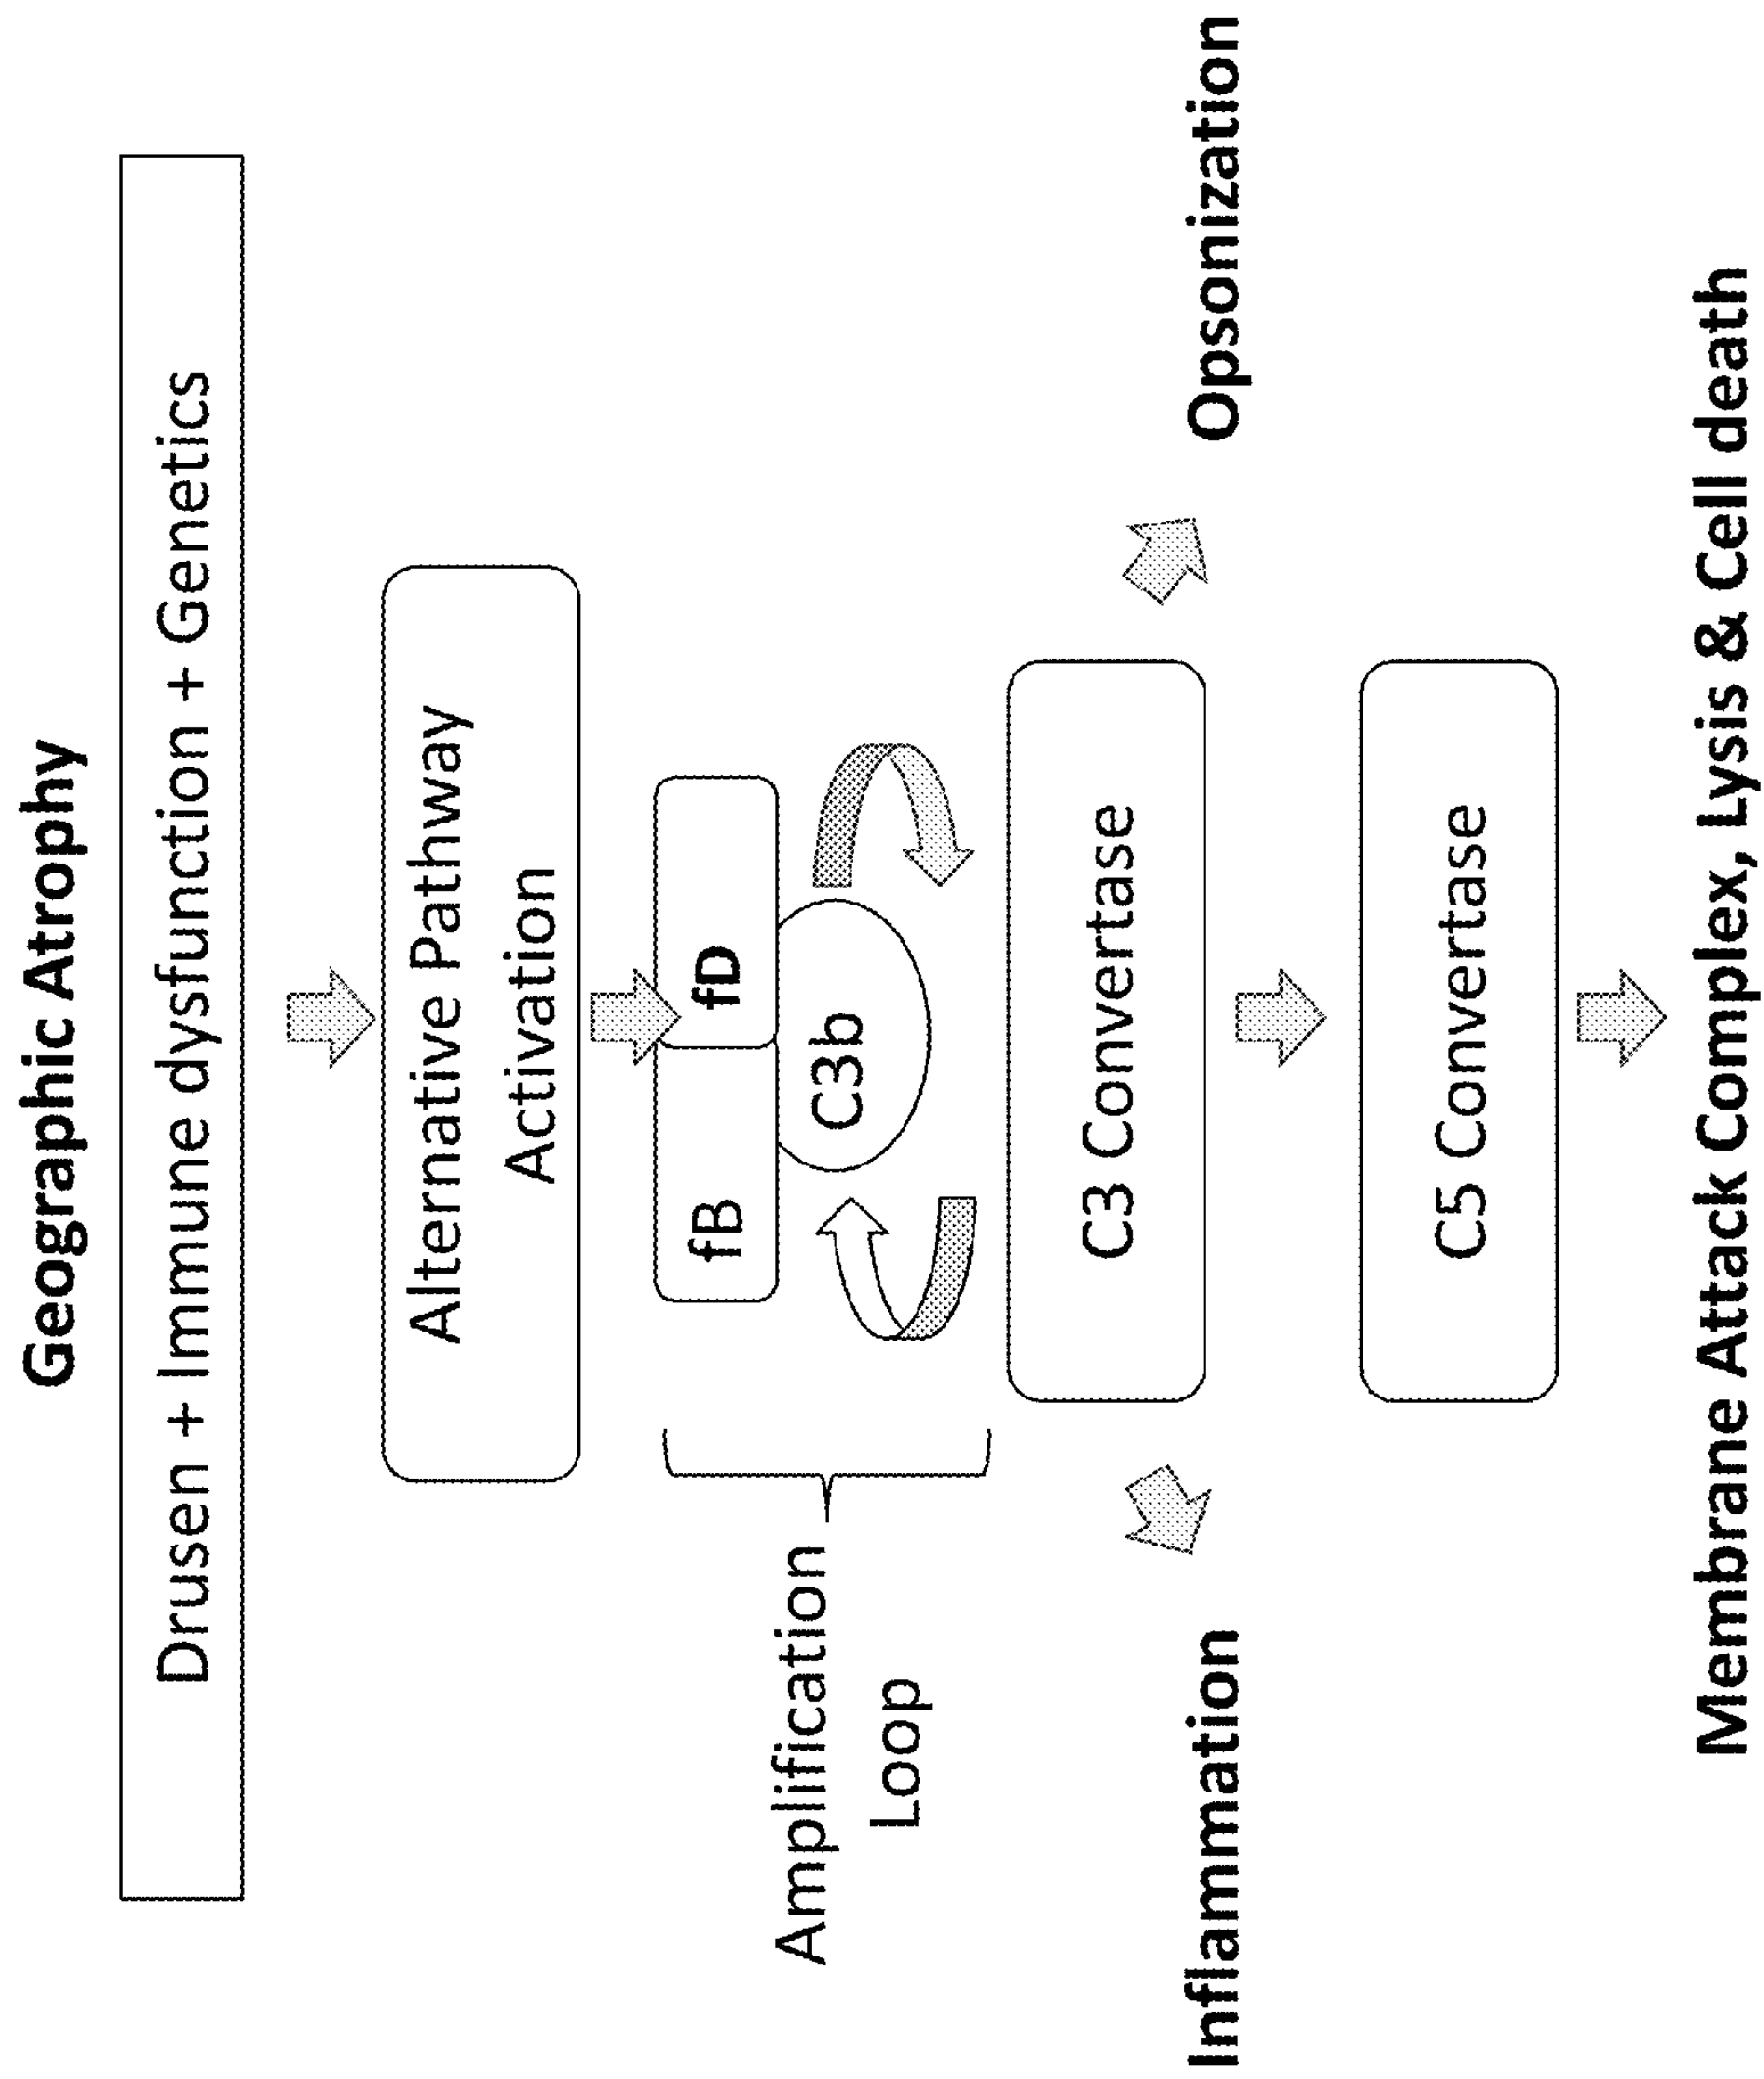 Geographic Atrophy
Drusen + Immune dysfunction + Genetics
Alternative Pathway
Activation
fB
fD
C3b
Amplification
Loop
C3 Convertase
Inflammation
Opsonization
C5 Convertase
Membrane Attack Complex, Lysis & Cell death